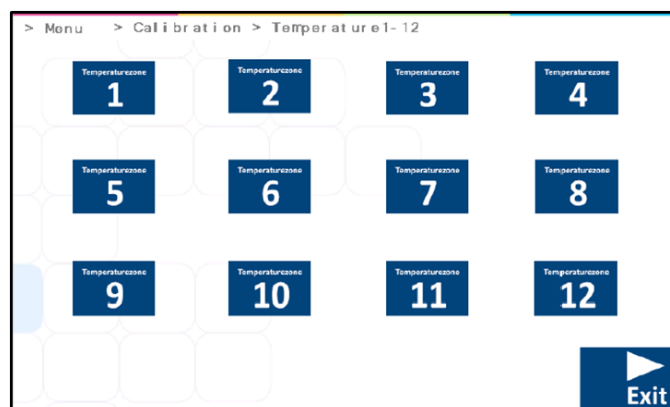 > Menu > Calibration > Temperature1-12
Temperaturezone Temperaturezone Temperaturezone Temperaturezone
1 2 3 4
Temperaturezone Temperaturezone Temperaturezone Temperaturezone
5 6 7 8
Temperaturezone Temperaturezone Temperaturezone Temperaturezone
9 10 11 12
Exit